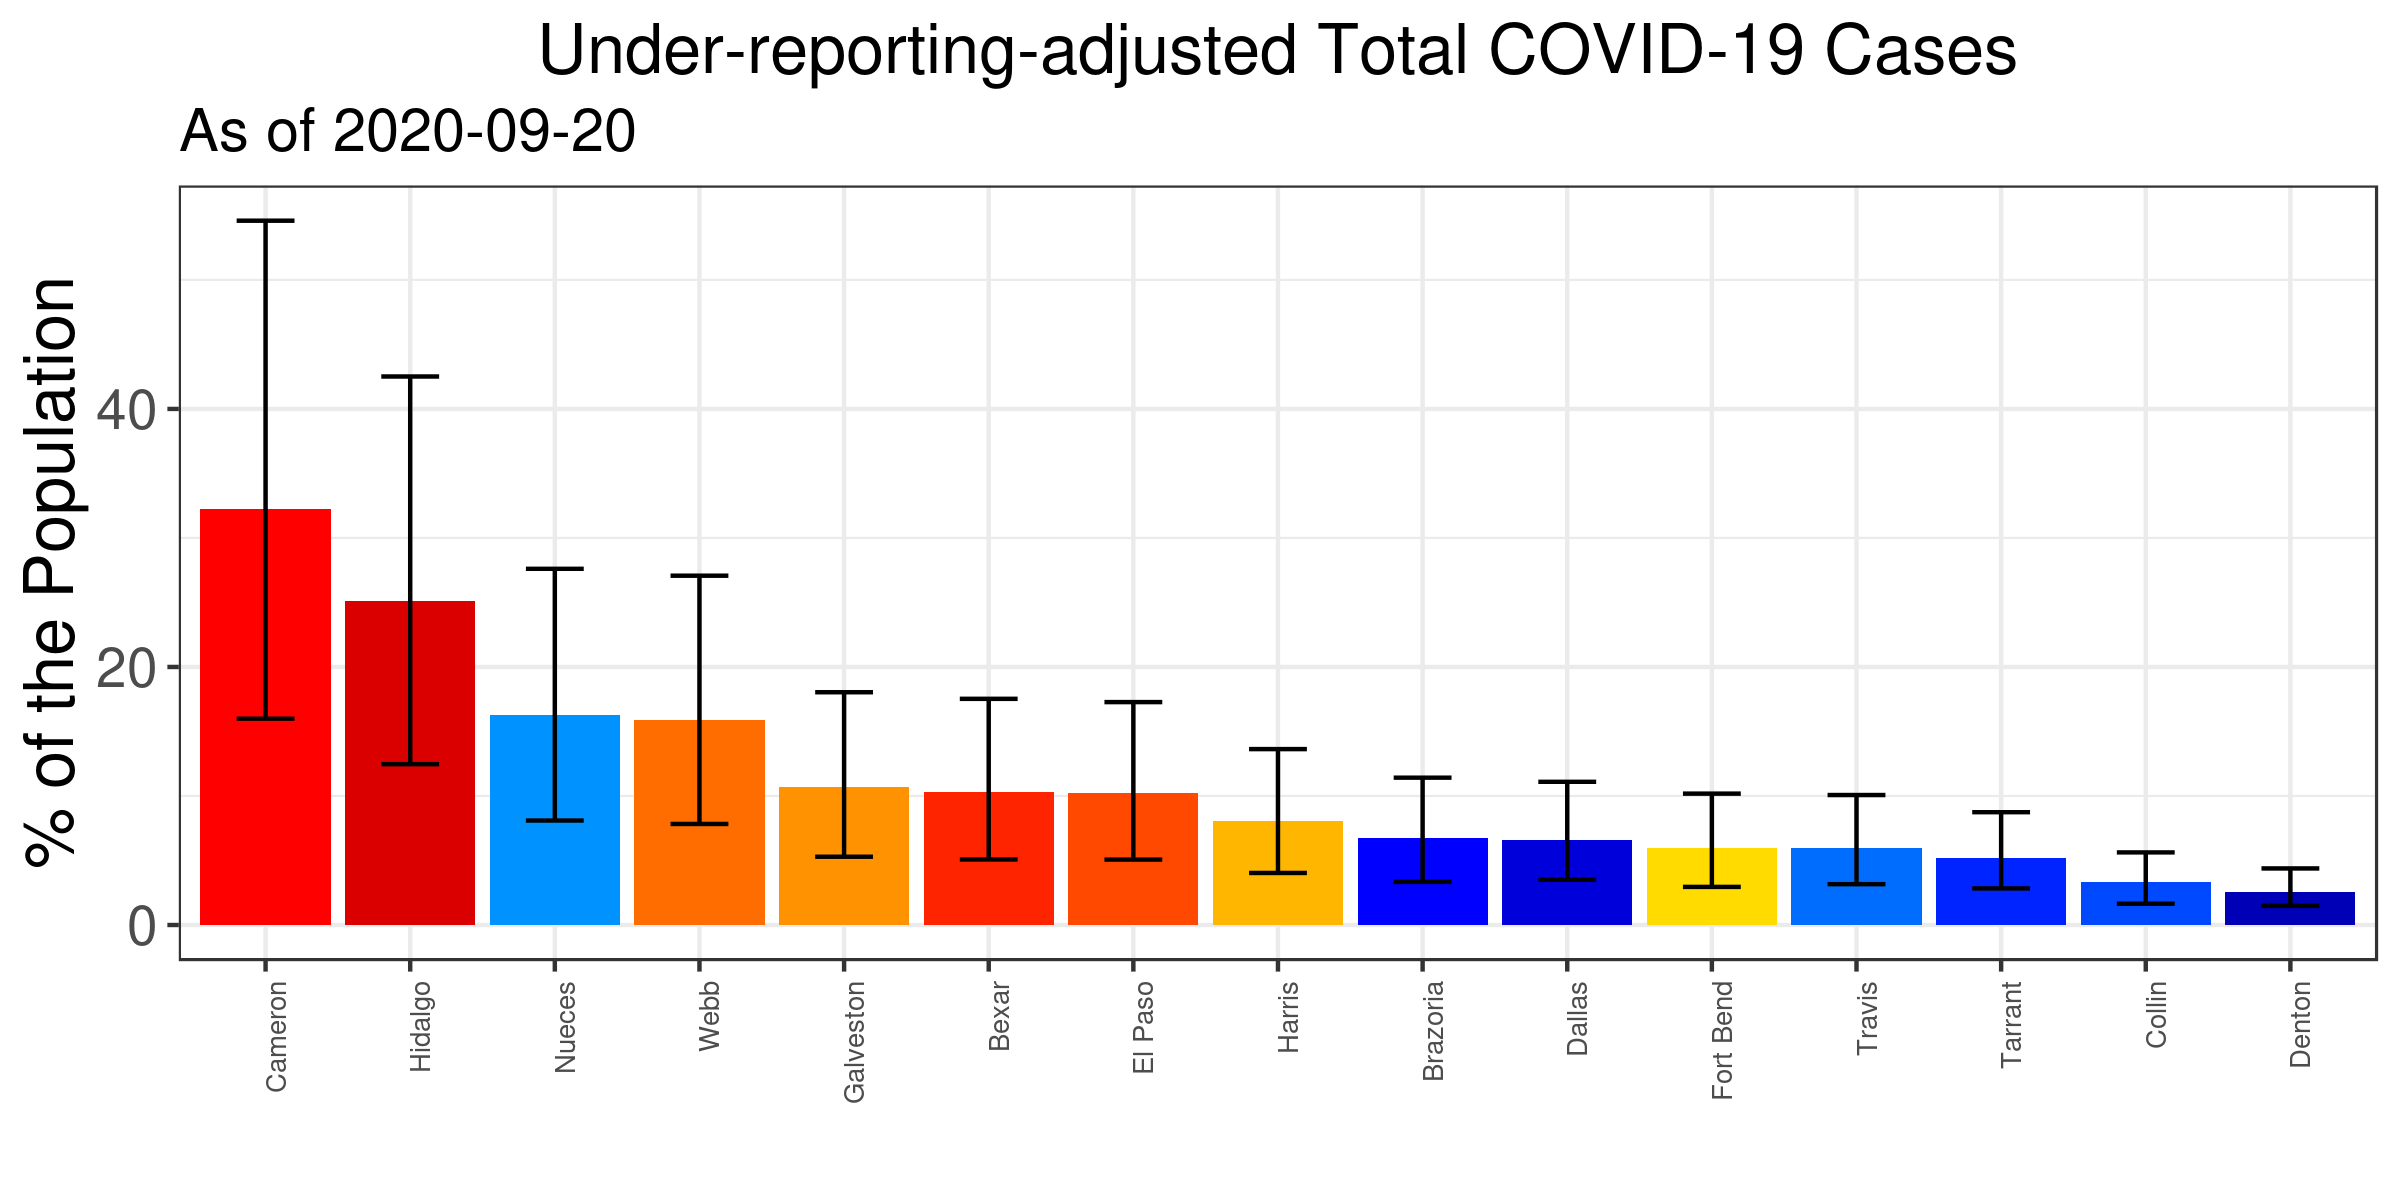 Under-reporting-adjusted Total COVID-19 Cases
As of 2020-09-20
% of the Population
40
20
0
Cameron
Hidalgo
Nueces
Webb
Galveston
Bexar
El Paso
Harris
Brazoria
Dallas
Fort Bend
Travis
Tarrant
Collin
Denton